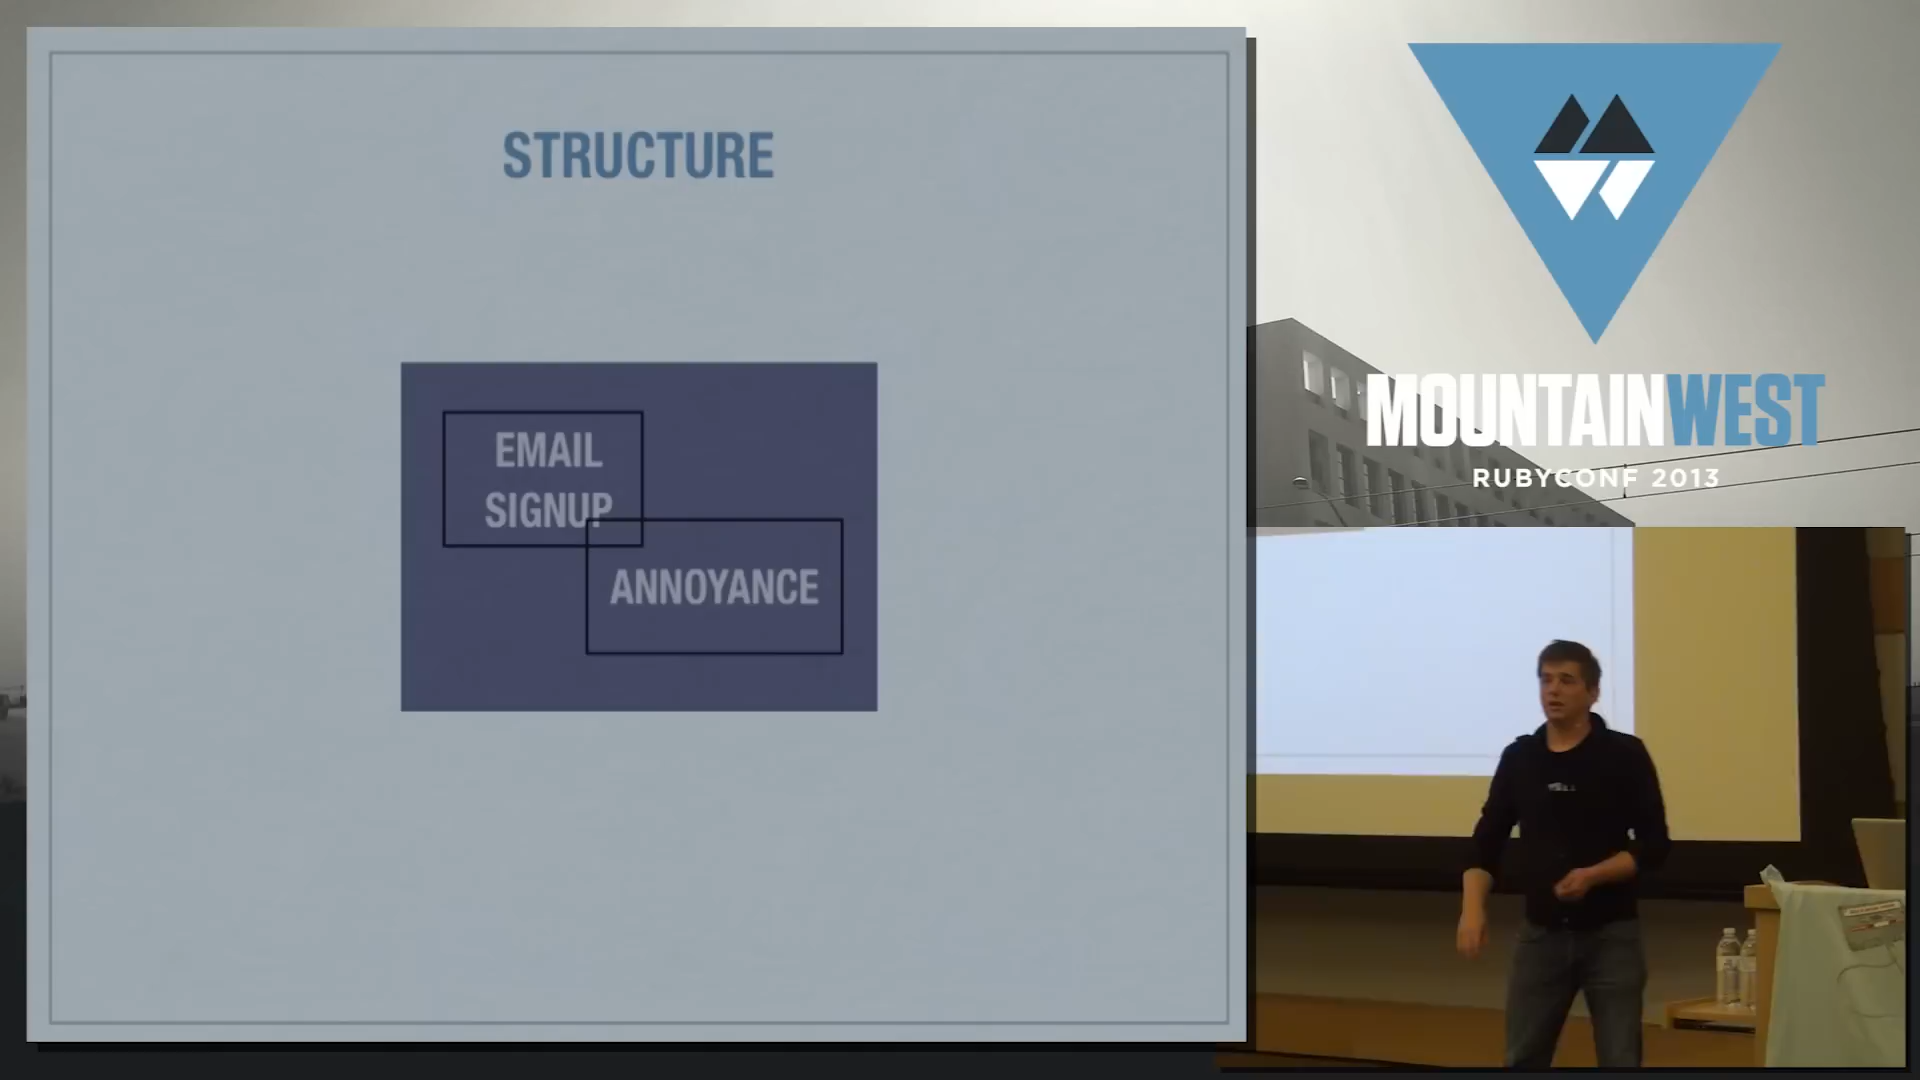 STRUCTURE
EMAIL
SIGNUP
ANNOYANCE
MOUNTAINWEST
RUBYCONF 2013